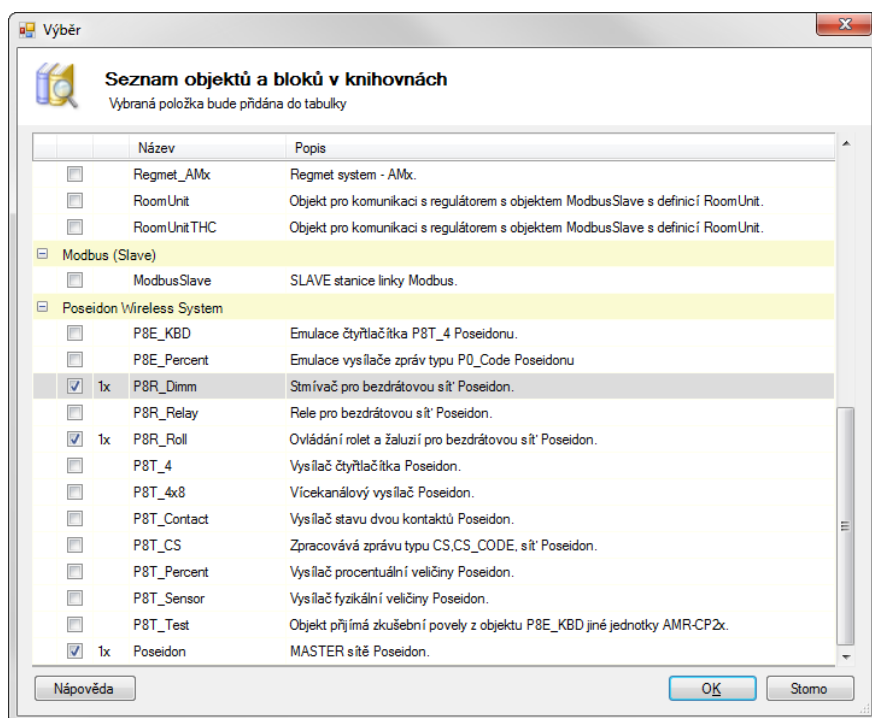 Výběr
Seznam objektů a bloků v knihovnách
Vybraná položka bude přidána do tabulky
Název Popis
Regmet_AMx Regmet system - AMx.
RoomUnit Objekt pro komunikaci s regulátorem s objektem ModbusSlave s definicí RoomUnit.
RoomUnitTHC Objekt pro komunikaci s regulátorem s objektem ModbusSlave s definicí RoomUnit.
Modbus (Slave)
ModbusSlave SLAVE stanice linky Modbus.
Poseidon Wireless System
P8E_KBD Emulace čtyřtlačítka P8T_4 Poseidonu.
P8E_Percent Emulace vysílače zpráv typu P0_Code Poseidonu
1x P8R_Dimm Stmívač pro bezdrátovou síť Poseidon.
P8R_Relay Rele pro bezdrátovou síť Poseidon.
1x P8R_Roll Ovládání rolet a žaluzií pro bezdrátovou síť Poseidon.
P8T_4 Vysílač čtyřtlačítka Poseidon.
P8T_4x8 Vícekanálový vysílač Poseidon.
P8T_Contact Vysílač stavu dvou kontaktů Poseidon.
P8T_CS Zpracovává zprávu typu CS,CS_CODE, síť Poseidon.
P8T_Percent Vysílač procentuální veličiny Poseidon.
P8T_Sensor Vysílač fyzikální veličiny Poseidon.
P8T_Test Objekt přijímá zkušební povely z objektu P8E_KBD jiné jednotky AMR-CP2x.
1x Poseidon MASTER sítě Poseidon.
Nápověda OK Storno